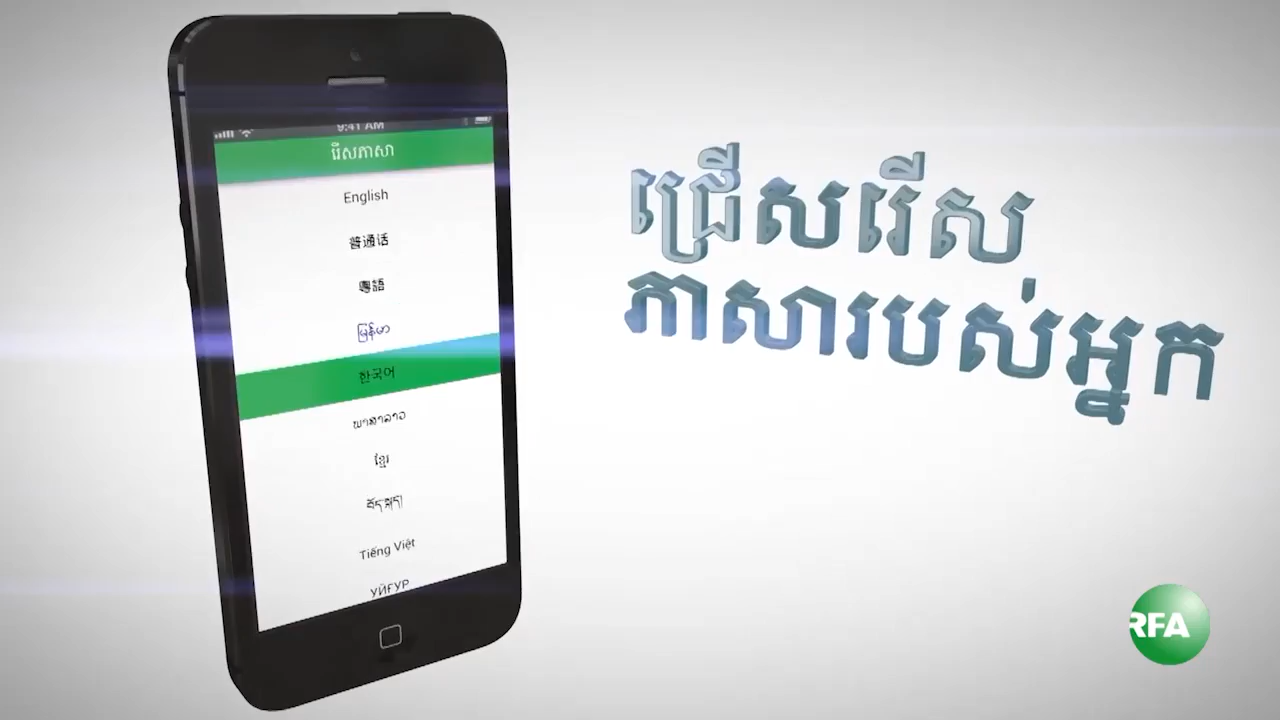 9:41 AM
រើសភាសា
English
普通话
粵語
မြန်မာ
한국어
ພາສາລາວ
ខ្មែរ
བོད་སྐད།
Tiếng Việt
УЙҒУР
ជ្រើសរើស
ភាសារបស់អ្នក
RFA